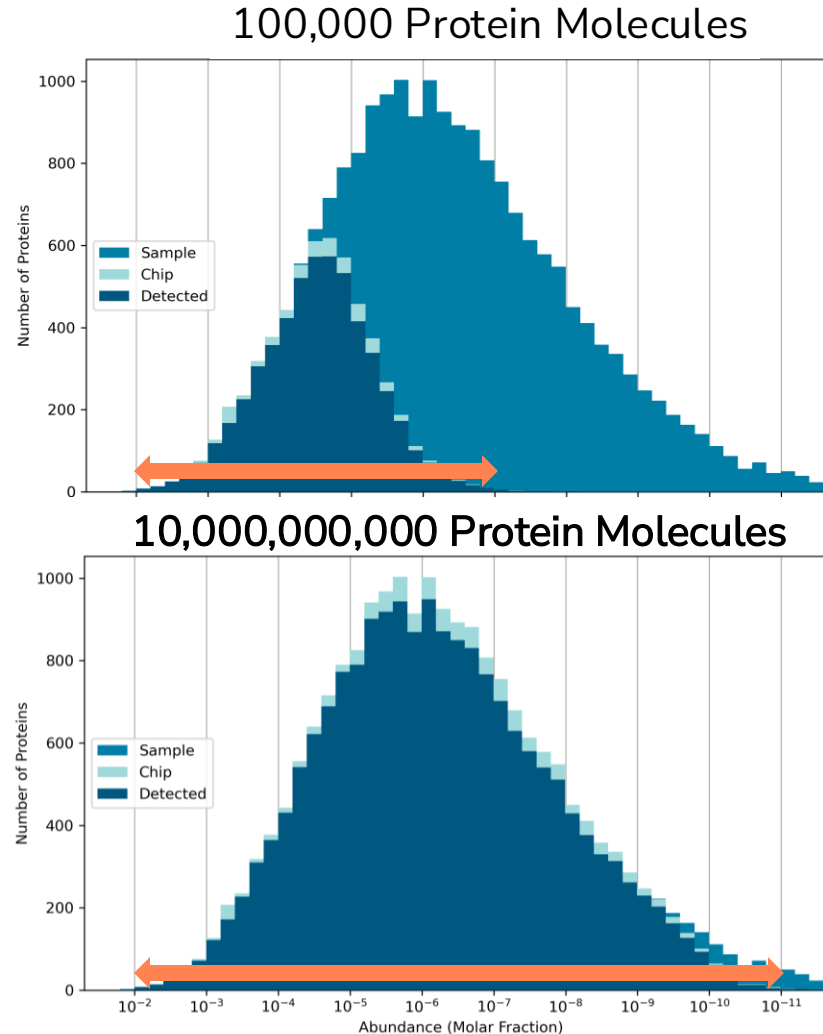 100,000 Protein Molecules
1000
800
600
400
200
0
Number of Proteins
Sample
Chip
Detected
10,000,000,000 Protein Molecules
1000
800
600
400
200
0
Number of Proteins
Sample
Chip
Detected
10⁻² 10⁻³ 10⁻⁴ 10⁻⁵ 10⁻⁶ 10⁻⁷ 10⁻⁸ 10⁻⁹ 10⁻¹⁰ 10⁻¹¹
Abundance (Molar Fraction)